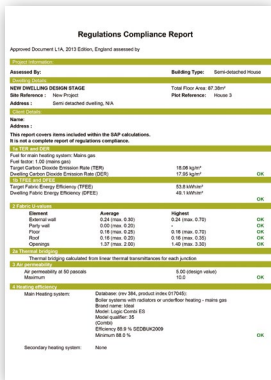 Regulations Compliance Report
Approved Document L1A, 2013 Edition, England assessed by
Project Information
Assessed By: Building Type: Semi-detached House
Dwelling Details
NEW DWELLING DESIGN STAGE Total Floor Area: 87.38m²
Site Reference : New Project Plot Reference: House 3
Address : Semi detached dwelling, N/A
Client Details
Name:
Address :
This report covers items included within the SAP calculations.
It is not a complete report of regulations compliance.
1a TER and DER
Fuel for main heating system: Mains gas
Fuel factor: 1.00 (mains gas)
Target Carbon Dioxide Emission Rate (TER) 18.06 kg/m²
Dwelling Carbon Dioxide Emission Rate (DER) 17.95 kg/m² OK
1b TFEE and DFEE
Target Fabric Energy Efficiency (TFEE) 53.8 kWh/m²
Dwelling Fabric Energy Efficiency (DFEE) 49.1 kWh/m²
OK
2 Fabric U-values
Element Average Highest
External wall 0.24 (max. 0.30) 0.24 (max. 0.70) OK
Party wall 0.00 (max. 0.20) - OK
Floor 0.16 (max. 0.25) 0.16 (max. 0.70) OK
Roof 0.16 (max. 0.20) 0.16 (max. 0.35) OK
Openings 1.37 (max. 2.00) 1.40 (max. 3.30) OK
2a Thermal bridging
Thermal bridging calculated from linear thermal transmittances for each junction
3 Air permeability
Air permeability at 50 pascals 5.00 (design value)
Maximum 10.0 OK
4 Heating efficiency
Main Heating system: Database: (rev 384, product index 017045):
Boiler systems with radiators or underfloor heating - mains gas
Brand name: Ideal
Model: Logic Combi ES
Model qualifier: 35
(Combi)
Efficiency 88.9 % SEDBUK2009
Minimum 88.0 % OK
Secondary heating system: None